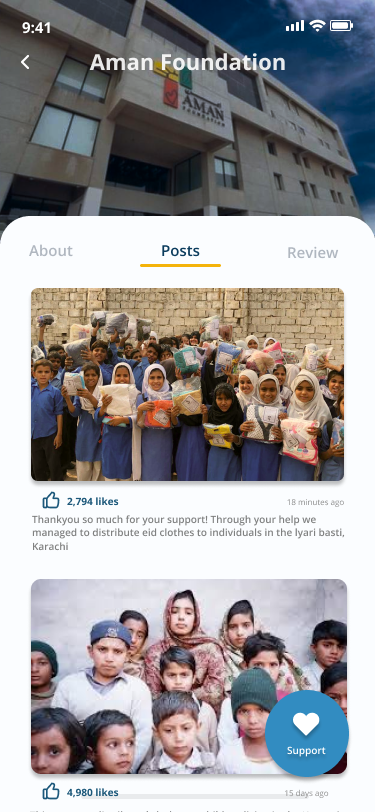 9:41
Aman Foundation
AMAN
FOUNDATION
About
Posts
Review
2,794 likes
18 minutes ago
Thankyou so much for your support! Through your help we
managed to distribute eid clothes to individuals in the lyari basti,
Karachi
Support
4,980 likes
15 days ago